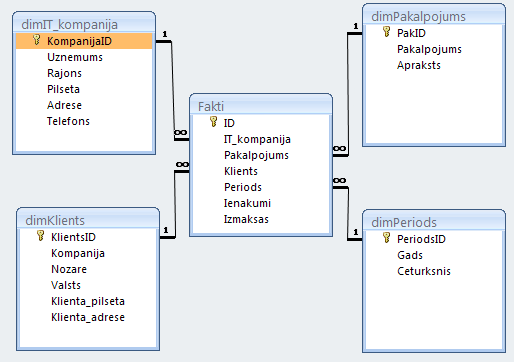 dimIT_kompanija
KompanijaID
Uznemums
Rajons
Pilseta
Adrese
Telefons
1
∞
Fakti
ID
IT_kompanija
Pakalpojums
Klients
Periods
Ienakumi
Izmaksas
dimPakalpojums
PakID
Pakalpojums
Apraksts
1
∞
dimKlients
KlientsID
Kompanija
Nozare
Valsts
Klienta_pilseta
Klienta_adrese
1
∞
dimPeriods
PeriodsID
Gads
Ceturksnis
1
∞